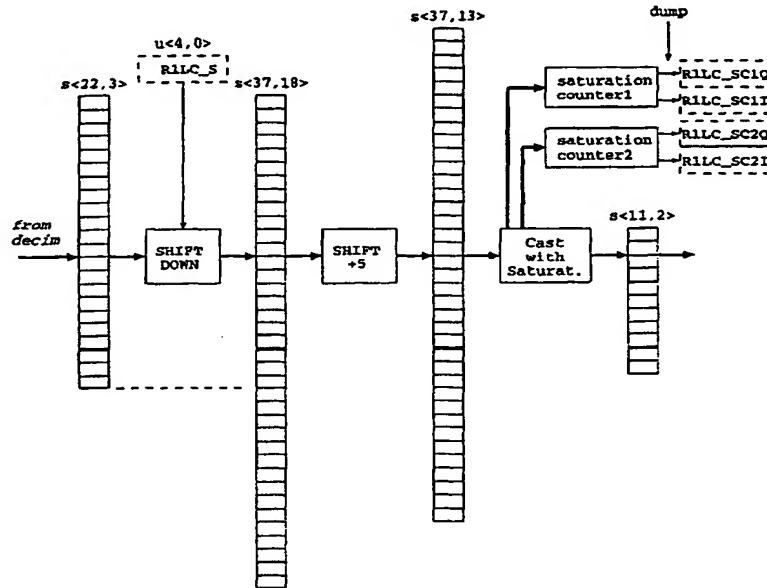 dump
s<37,13>
u<4,0>
R1LC_S
s<22,3>
s<37,18>
saturation
counter1
R1LC_SC1Q
R1LC_SC1I
saturation
counter2
R1LC_SC2Q
R1LC_SC2I
s<11,2>
from
decim
SHIFT
DOWN
SHIFT
+5
Cast
with
Saturat.